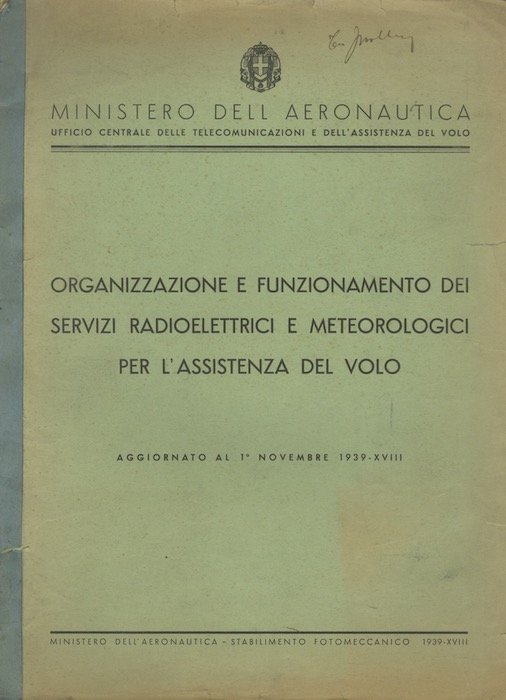 MINISTERO DELL AERONAUTICA
UFFICIO CENTRALE DELLE TELECOMUNICAZIONI E DELL'ASSISTENZA DEL VOLO
ORGANIZZAZIONE E FUNZIONAMENTO DEI
SERVIZI RADIOELETTRICI E METEOROLOGICI
PER L'ASSISTENZA DEL VOLO
AGGIORNATO AL 1° NOVEMBRE 1939-XVIII
MINISTERO DELL'AERONAUTICA - STABILIMENTO FOTOMECCANICO 1939-XVIII